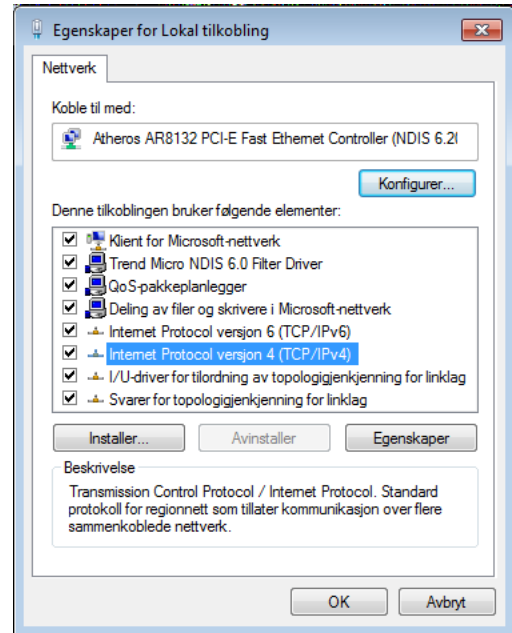 Egenskaper for Lokal tilkobling
Nettverk
Koble til med:
Atheros AR8132 PCI-E Fast Ethernet Controller (NDIS 6.2(
Konfigurer...
Denne tilkoblingen bruker følgende elementer:
Klient for Microsoft-nettverk
Trend Micro NDIS 6.0 Filter Driver
QoS-pakkeplanlegger
Deling av filer og skrivere i Microsoft-nettverk
Internet Protocol versjon 6 (TCP/IPv6)
Internet Protocol versjon 4 (TCP/IPv4)
I/U-driver for tilordning av topologigjenkjenning for linklag
Svarer for topologigjenkjenning for linklag
Installer... Avinstaller Egenskaper
Beskrivelse
Transmission Control Protocol / Internet Protocol. Standard
protokoll for regionnett som tillater kommunikasjon over flere
sammenkoblede nettverk.
OK Avbryt